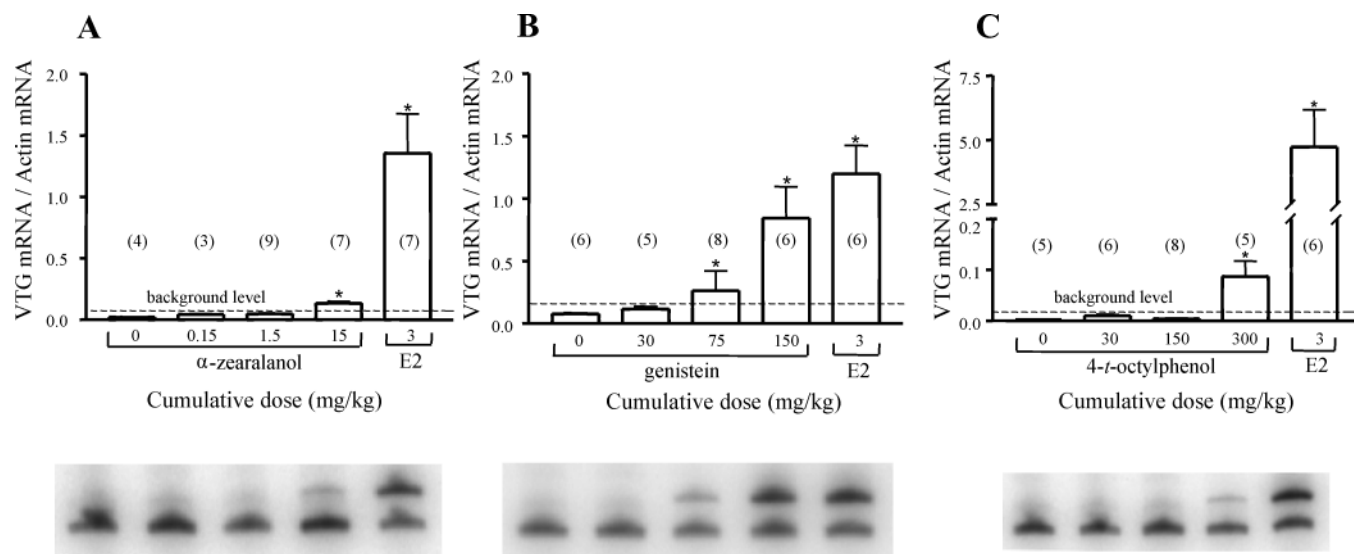 A
VTG mRNA / Actin mRNA
2.0
1.5
1.0
0.5
0.0
(4) (3) (9) (7) (7)
* *
background level
0 0.15 1.5 15 3
α-zearalanol E2
Cumulative dose (mg/kg)
B
VTG mRNA / Actin mRNA
2.0
1.5
1.0
0.5
0.0
(6) (5) (8) (6) (6)
* * *
0 30 75 150 3
genistein E2
Cumulative dose (mg/kg)
C
VTG mRNA / Actin mRNA
7.5
5.0
2.5
0.2
0.1
0.0
(5) (6) (8) (5) (6)
* *
background level
0 30 150 300 3
4-t-octylphenol E2
Cumulative dose (mg/kg)